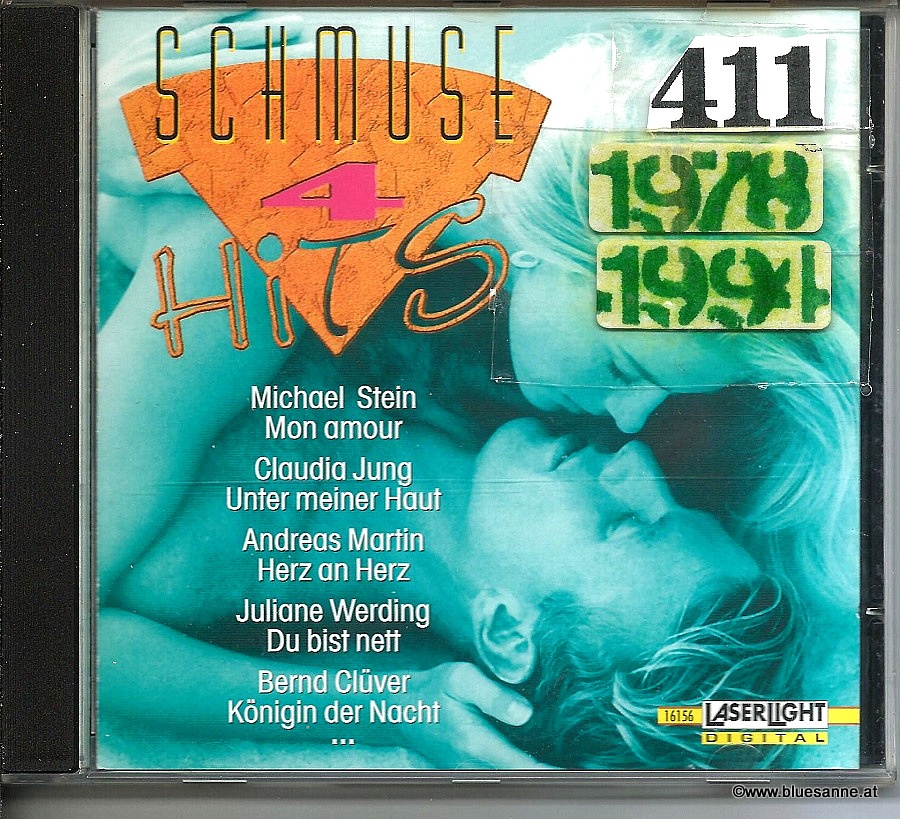 SCHMUSE
4
HiTS
411
1978
1991
Michael Stein
Mon amour
Claudia Jung
Unter meiner Haut
Andreas Martin
Herz an Herz
Juliane Werding
Du bist nett
Bernd Clüver
Königin der Nacht
...
16156 LASERLIGHT
DIGITAL
©www.bluesanne.at